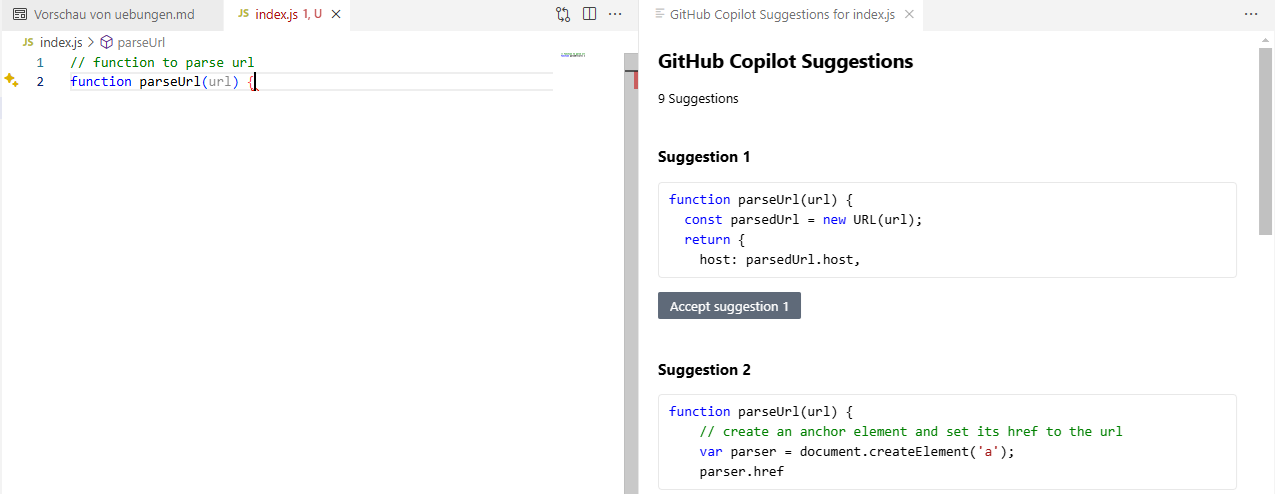 Vorschau von uebungen.md
JS index.js 1, U
JS index.js > parseUrl
1 // function to parse url
2 function parseUrl(url) {
GitHub Copilot Suggestions for index.js
GitHub Copilot Suggestions
9 Suggestions
Suggestion 1
function parseUrl(url) {
  const parsedUrl = new URL(url);
  return {
    host: parsedUrl.host,
Accept suggestion 1
Suggestion 2
function parseUrl(url) {
    // create an anchor element and set its href to the url
    var parser = document.createElement('a');
    parser.href